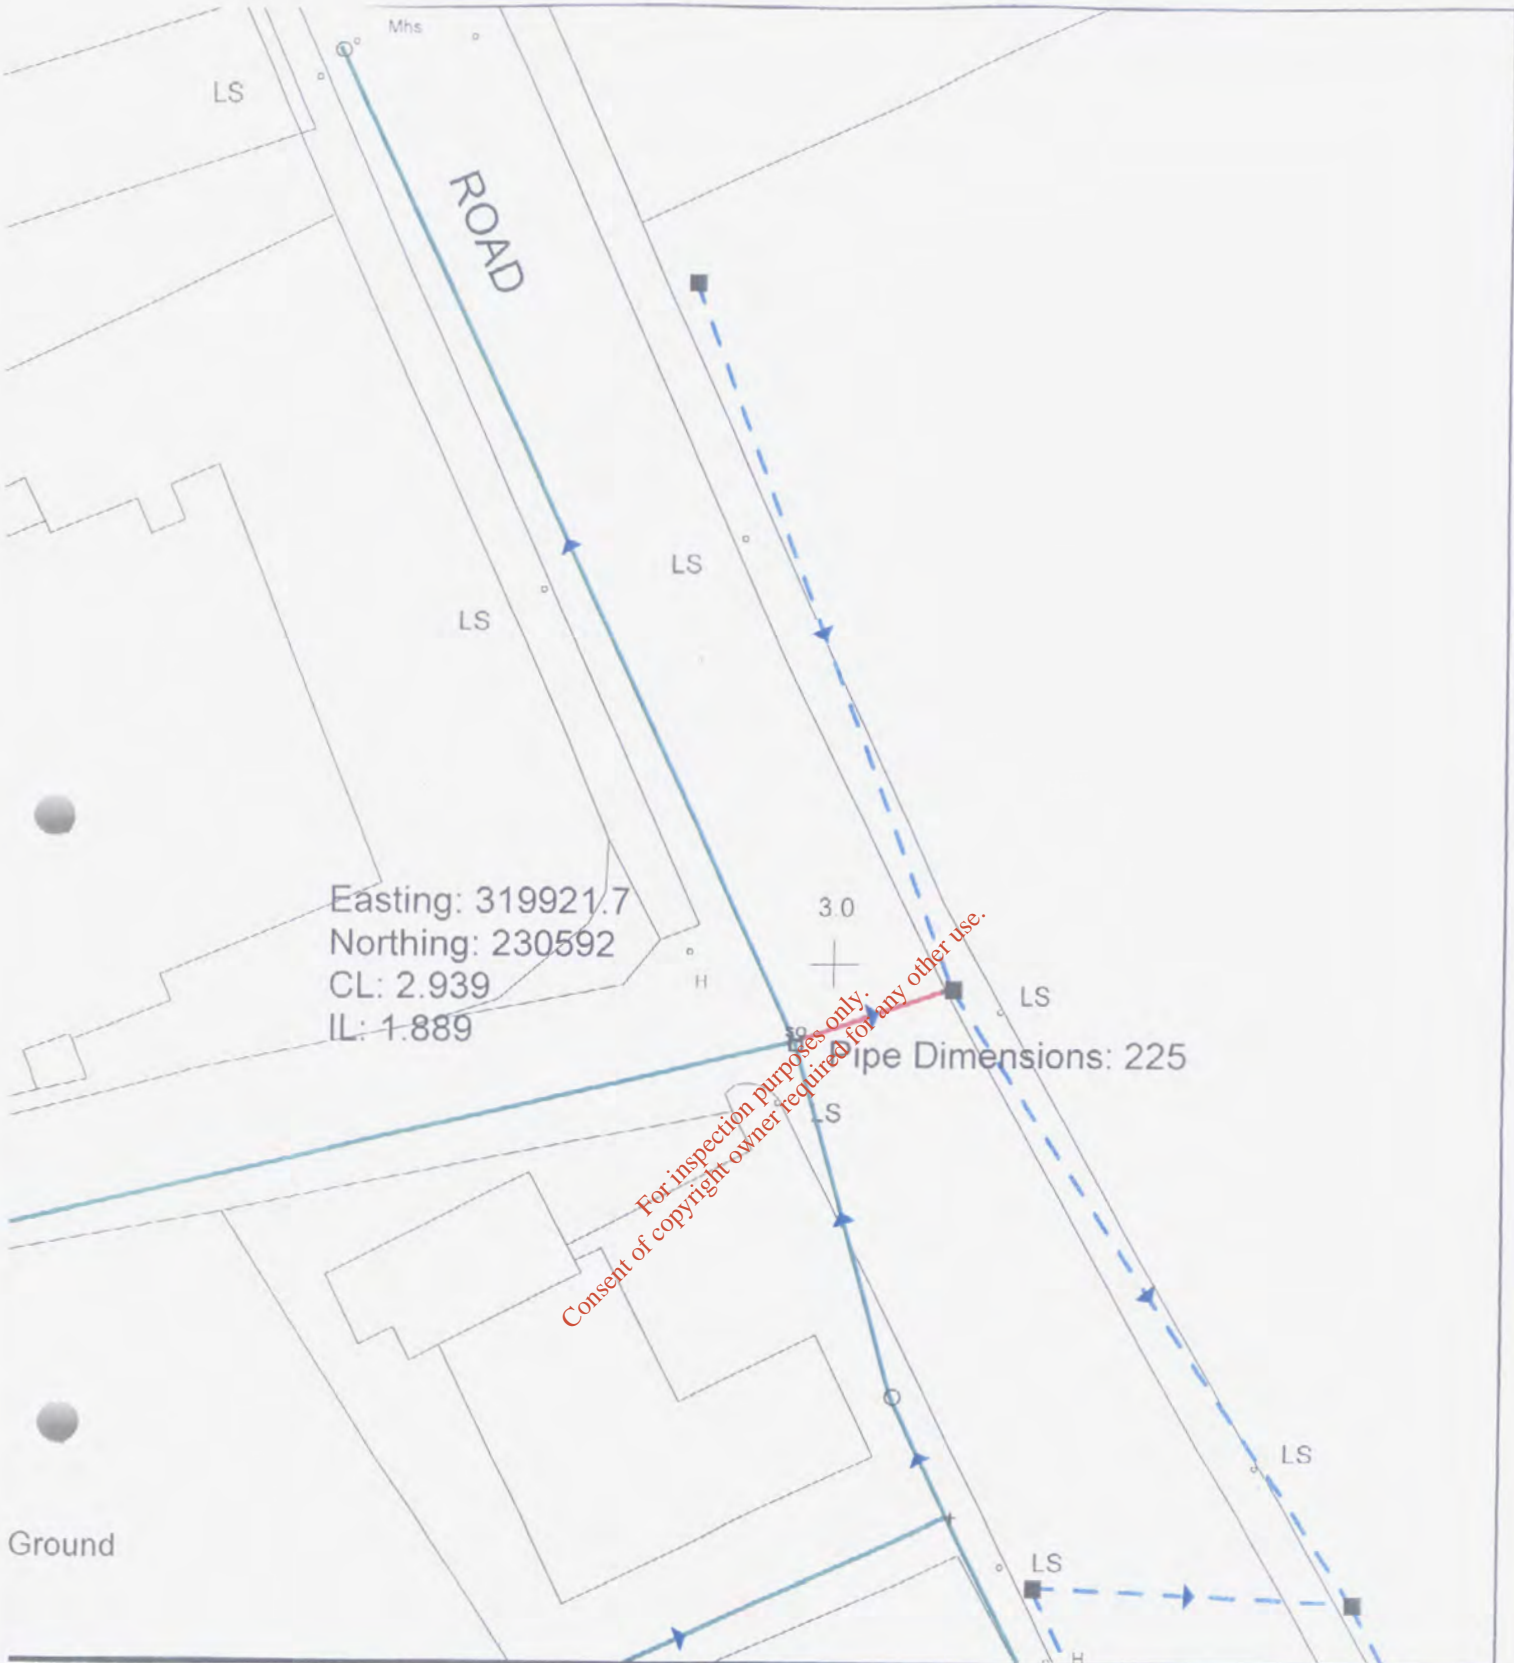 Mhs
LS
ROAD
LS
LS
3.0
Easting: 319921.7
Northing: 230592
CL: 2.939
IL: 1.889
H
LS
so
Pipe Dimensions: 225
LS
For inspection purposes only.
Consent of copyright owner required for any other use.
LS
Ground
LS
H